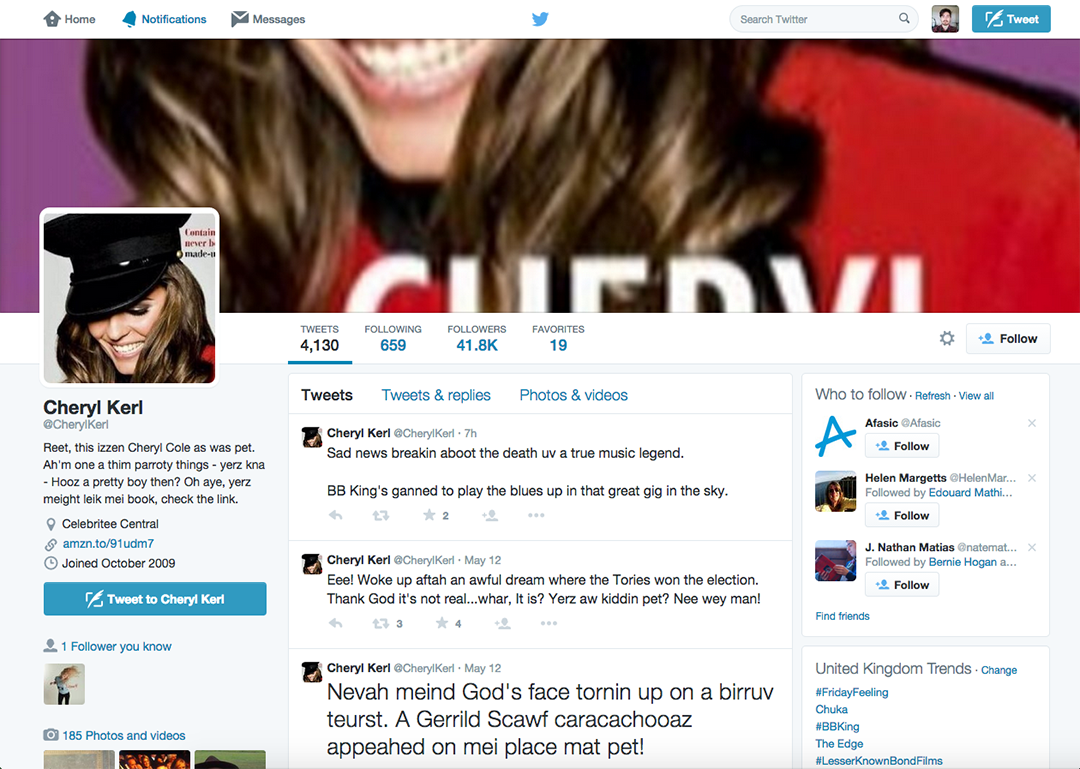 Home
Notifications
Messages
Search Twitter
Tweet
CHERYL
Contain
never b
made-u
TWEETS
4,130
FOLLOWING
659
FOLLOWERS
41.8K
FAVORITES
19
Follow
Cheryl Kerl
@CherylKerl
Reet, this izzen Cheryl Cole as was pet.
Ah'm one a thim parroty things - yerz kna
- Hooz a pretty boy then? Oh aye, yerz
meight leik mei book, check the link.
Celebritee Central
amzn.to/91udm7
Joined October 2009
Tweet to Cheryl Kerl
1 Follower you know
185 Photos and videos
Tweets
Tweets & replies
Photos & videos
Cheryl Kerl @CherylKerl · 7h
Sad news breakin aboot the death uv a true music legend.
BB King's ganned to play the blues up in that great gig in the sky.
2
Cheryl Kerl @CherylKerl · May 12
Eee! Woke up aftah an awful dream where the Tories won the election.
Thank God it's not real...whar, It is? Yerz aw kiddin pet? Nee wey man!
3
4
Cheryl Kerl @CherylKerl · May 12
Nevah meind God's face tornin up on a birruv
teurst. A Gerrild Scawf caracachooaz
appeahed on mei place mat pet!
Who to follow · Refresh · View all
Afasic @Afasic
Follow
Helen Margetts @HelenMar...
Followed by Edouard Mathi...
Follow
J. Nathan Matias @natemat...
Followed by Bernie Hogan a...
Follow
Find friends
United Kingdom Trends · Change
#FridayFeeling
Chuka
#BBKing
The Edge
#LesserKnownBondFilms